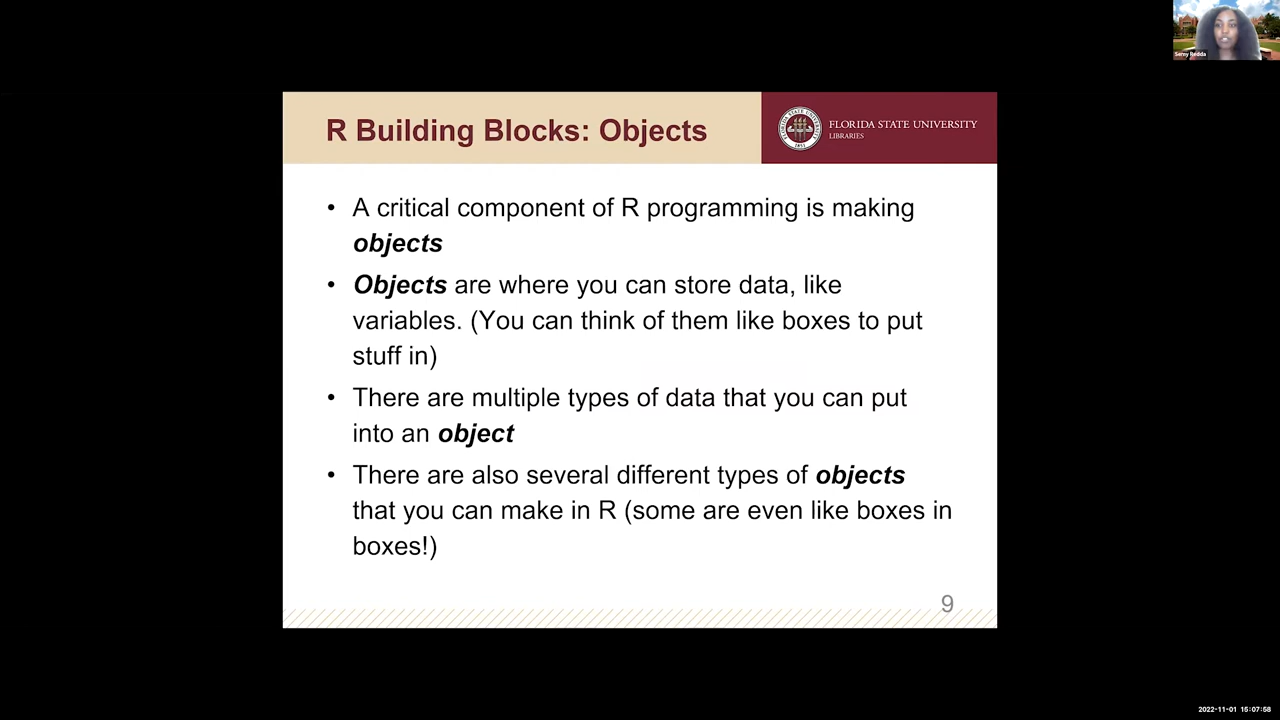 Samy Redda
R Building Blocks: Objects
FLORIDA STATE UNIVERSITY
LIBRARIES
• A critical component of R programming is making
objects
• Objects are where you can store data, like
variables. (You can think of them like boxes to put
stuff in)
• There are multiple types of data that you can put
into an object
• There are also several different types of objects
that you can make in R (some are even like boxes in
boxes!)
9
2022-11-01 15:07:58